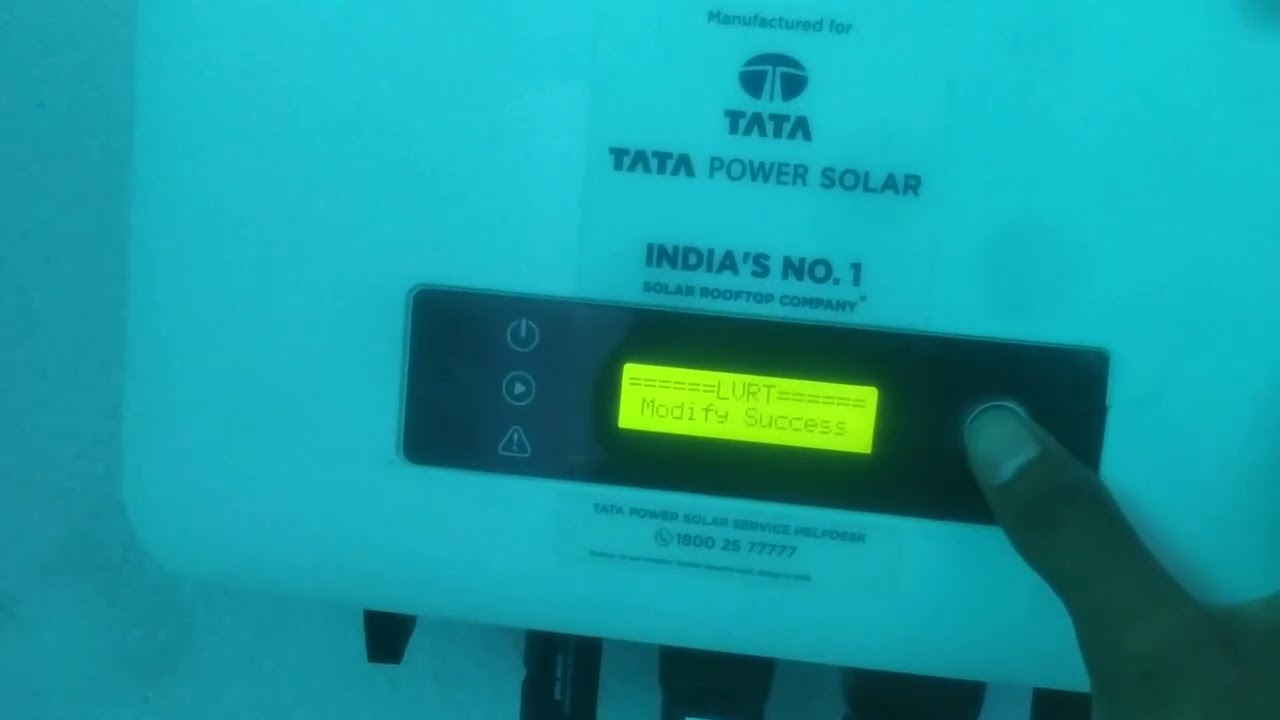 Manufactured for
TATA
TATA POWER SOLAR
INDIA'S NO. 1
SOLAR ROOFTOP COMPANY*
======LVRT======
Modify Success
TATA POWER SOLAR SERVICE HELPDESK
1800 25 77777